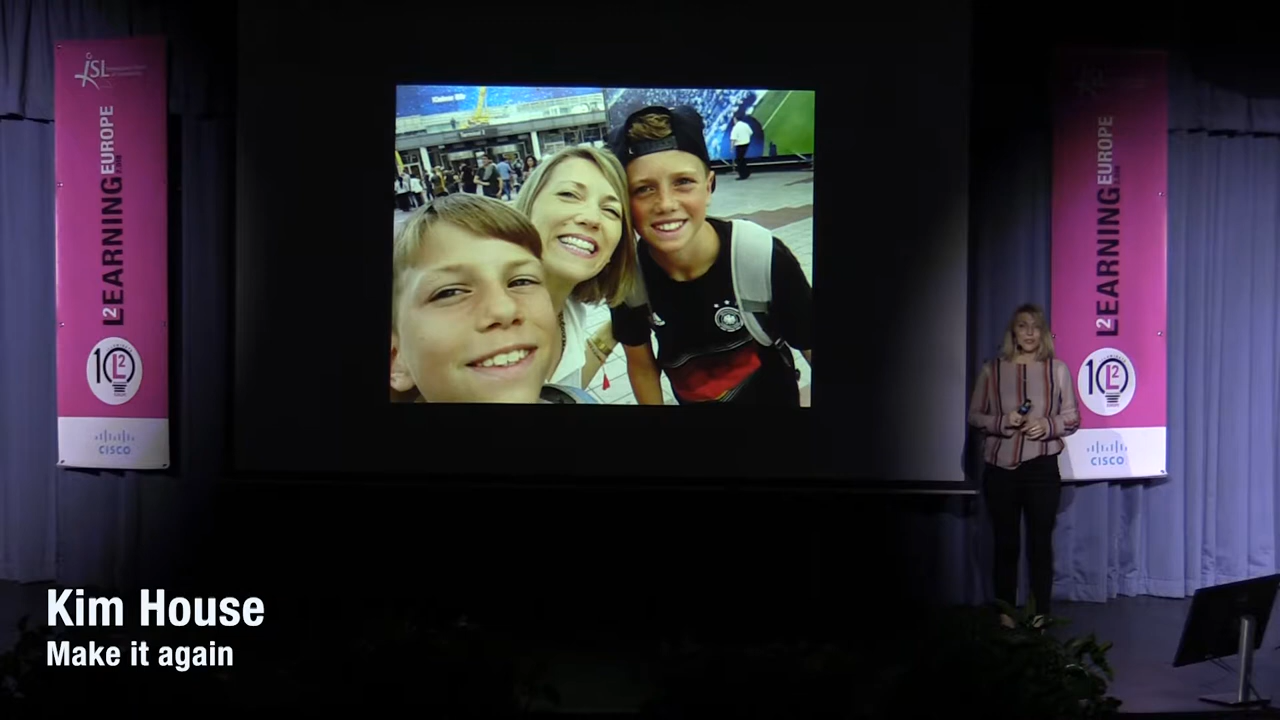 ISL
L²EARNING EUROPE
10 L²
CISCO
L²EARNING EUROPE
10 L²
CISCO
Kim House
Make it again